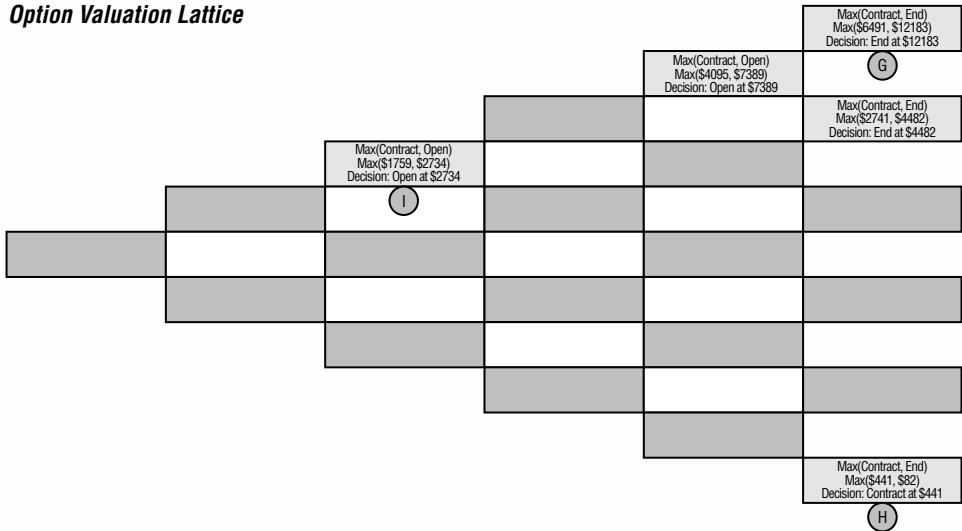 Option Valuation Lattice
Max(Contract, End)
Max($6491, $12183)
Decision: End at $12183
G
Max(Contract, Open)
Max($4095, $7389)
Decision: Open at $7389
Max(Contract, End)
Max($2741, $4482)
Decision: End at $4482
Max(Contract, Open)
Max($1759, $2734)
Decision: Open at $2734
I
Max(Contract, End)
Max($441, $82)
Decision: Contract at $441
H